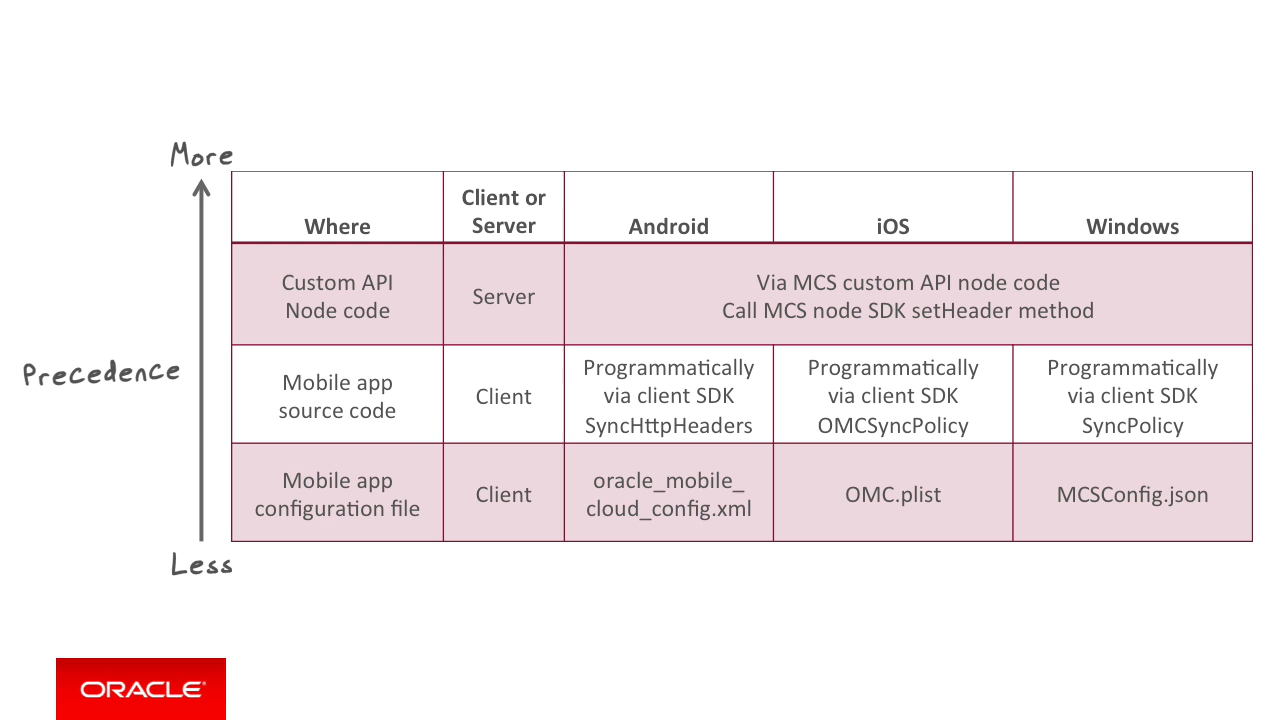 More
Where
Client or
Server
Android
iOS
Windows
Custom API
Node code
Server
Via MCS custom API node code
Call MCS node SDK setHeader method
Precedence
Mobile app
source code
Client
Programmatically
via client SDK
SyncHttpHeaders
Programmatically
via client SDK
OMCSyncPolicy
Programmatically
via client SDK
SyncPolicy
Mobile app
configuration file
Client
oracle_mobile_
cloud_config.xml
OMC.plist
MCSConfig.json
Less
ORACLE®